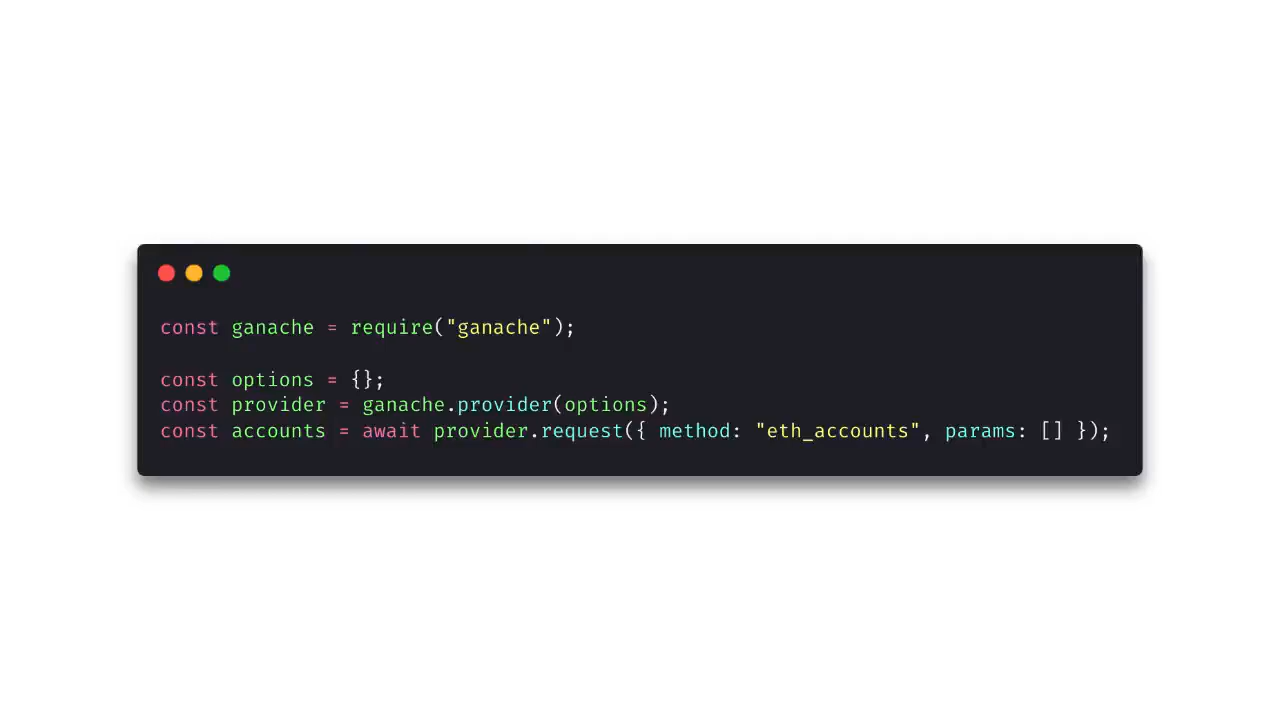 const ganache = require("ganache");
const options = {};
const provider = ganache.provider(options);
const accounts = await provider.request({ method: "eth_accounts", params: [] });